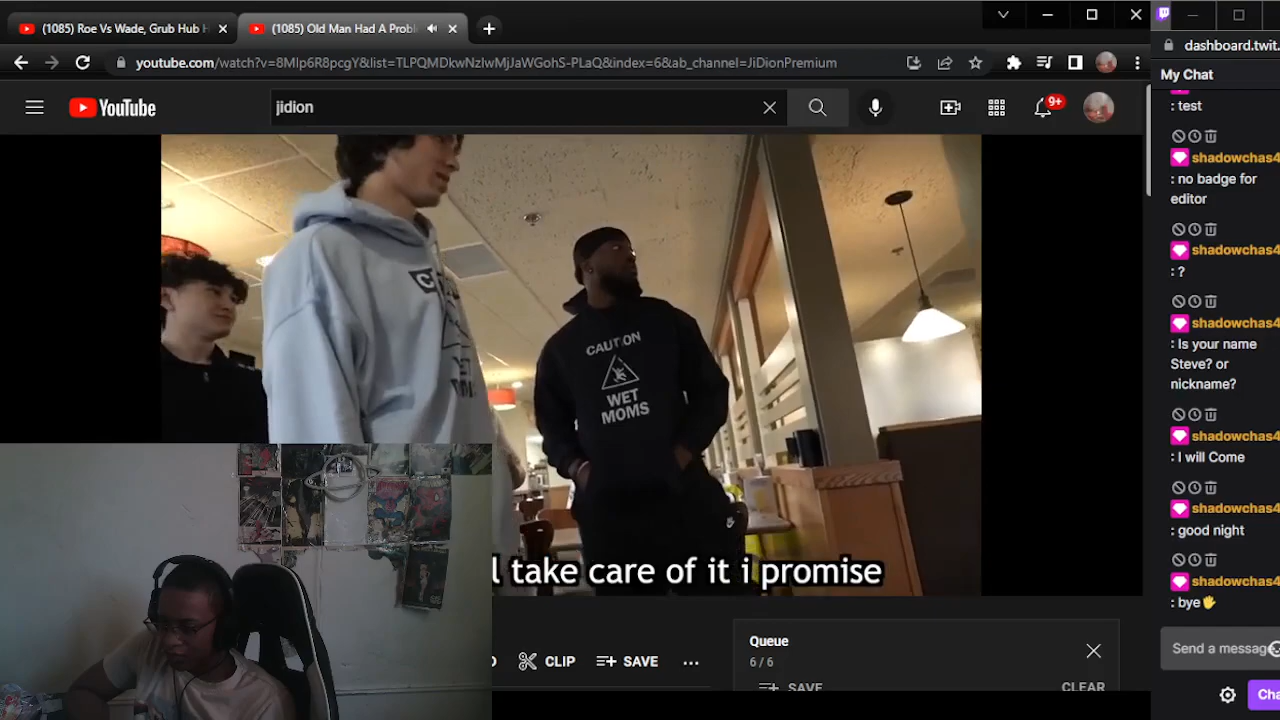 (1085) Roe Vs Wade, Grub Hub H
(1085) Old Man Had A Probl
youtube.com/watch?v=8MIp6R8pcgY&list=TLPQMDkwNzIwMjJaWGohS-PLaQ&index=6&ab_channel=JiDionPremium
YouTube
jidion
9+
CAUTION
WET
MOMS
l take care of it i promise
CLIP
SAVE
Queue
6/6
SAVE
CLEAR
dashboard.twit
My Chat
: test
shadowchas4
: no badge for
editor
shadowchas4
: ?
shadowchas4
: Is your name
Steve? or
nickname?
shadowchas4
: I will Come
shadowchas4
: good night
shadowchas4
: bye🖐
Send a message
Cha